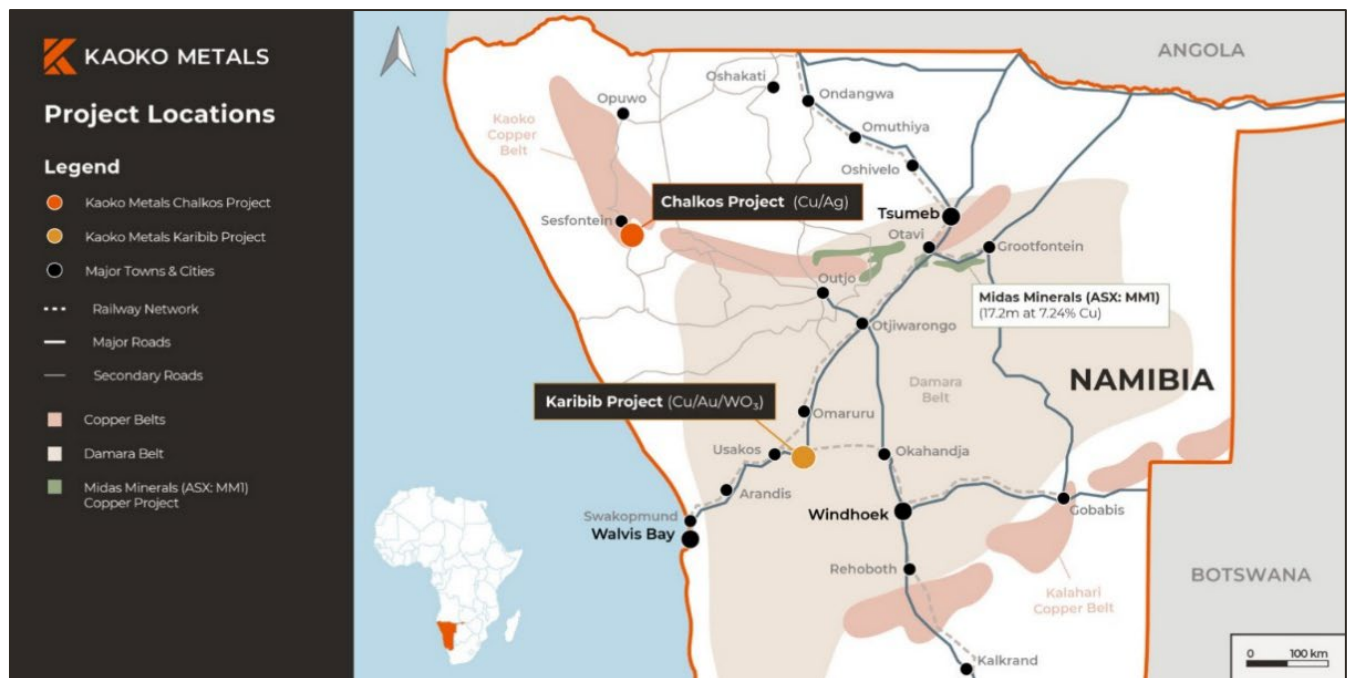 KAOKO METALS
Project Locations
Legend
Kaoko Metals Chalkos Project
Kaoko Metals Karibib Project
Major Towns & Cities
Railway Network
Major Roads
Secondary Roads
Copper Belts
Damara Belt
Midas Minerals (ASX: MM1)
Copper Project
ANGOLA
Oshakati
Opuwo
Ondangwa
Kaoko
Copper
Belt
Omuthiya
Oshivelo
Chalkos Project (Cu/Ag)
Sesfontein
Tsumeb
Otavi
Grootfontein
Outjo
Midas Minerals (ASX: MM1)
(17.2m at 7.24% Cu)
Otjiwarongo
NAMIBIA
Damara
Belt
Karibib Project (Cu/Au/WO₃)
Omaruru
Usakos
Okahandja
Arandis
Swakopmund
Walvis Bay
Windhoek
Gobabis
Rehoboth
Kalahari
Copper Belt
BOTSWANA
Kalkrand
0 100 km